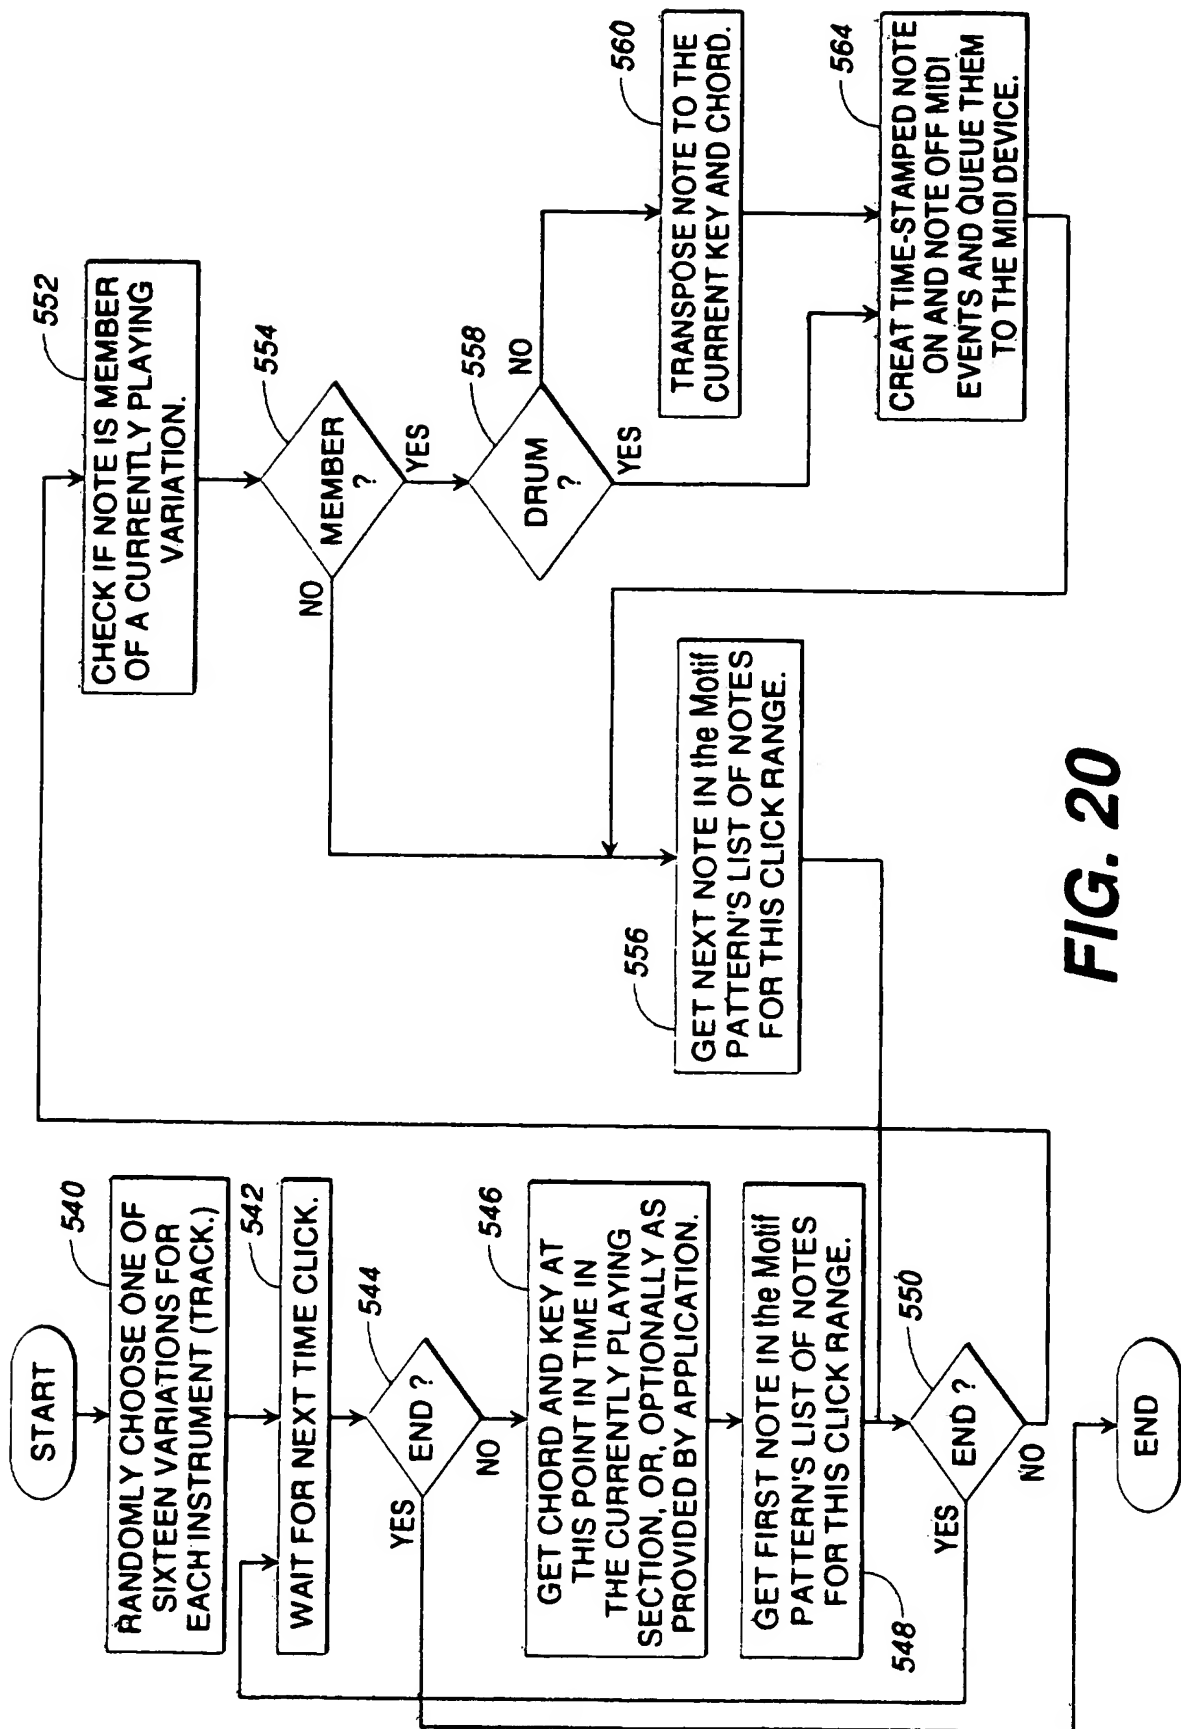 START
540
RANDOMLY CHOOSE ONE OF
SIXTEEN VARIATIONS FOR
EACH INSTRUMENT (TRACK.)
542
WAIT FOR NEXT TIME CLICK.
544
END ?
YES
NO
546
GET CHORD AND KEY AT
THIS POINT IN TIME IN
THE CURRENTLY PLAYING
SECTION, OR, OPTIONALLY AS
PROVIDED BY APPLICATION.
GET FIRST NOTE IN the Motif
PATTERN'S LIST OF NOTES
FOR THIS CLICK RANGE.
548
550
END ?
YES
NO
END
552
CHECK IF NOTE IS MEMBER
OF A CURRENTLY PLAYING
VARIATION.
554
MEMBER
?
NO
YES
558
DRUM
?
NO
YES
556
GET NEXT NOTE IN the Motif
PATTERN'S LIST OF NOTES
FOR THIS CLICK RANGE.
560
TRANSPOSE NOTE TO THE
CURRENT KEY AND CHORD.
564
CREAT TIME-STAMPED NOTE
ON AND NOTE OFF MIDI
EVENTS AND QUEUE THEM
TO THE MIDI DEVICE.
FIG. 20